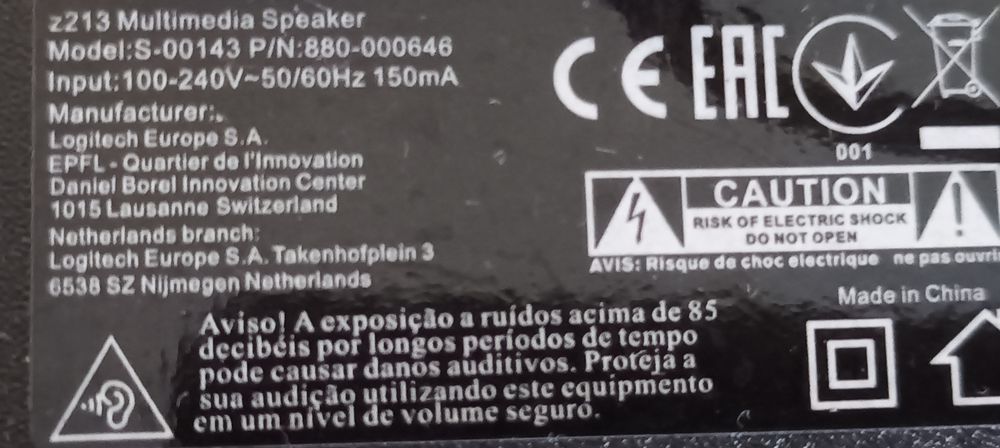 z213 Multimedia Speaker
Model:S-00143 P/N:880-000646
Input:100-240V~50/60Hz 150mA
Manufacturer:
Logitech Europe S.A.
EPFL - Quartier de l'Innovation
Daniel Borel Innovation Center
1015 Lausanne Switzerland
Netherlands branch:
Logitech Europe S.A. Takenhofplein 3
6538 SZ Nijmegen Netherlands
CE EAC
001
CAUTION
RISK OF ELECTRIC SHOCK
DO NOT OPEN
AVIS: Risque de choc electrique ne pas ouvrir
Made in China
Aviso! A exposição a ruídos acima de 85
decibéis por longos períodos de tempo
pode causar danos auditivos. Proteja a
sua audição utilizando este equipamento
em um nível de volume seguro.